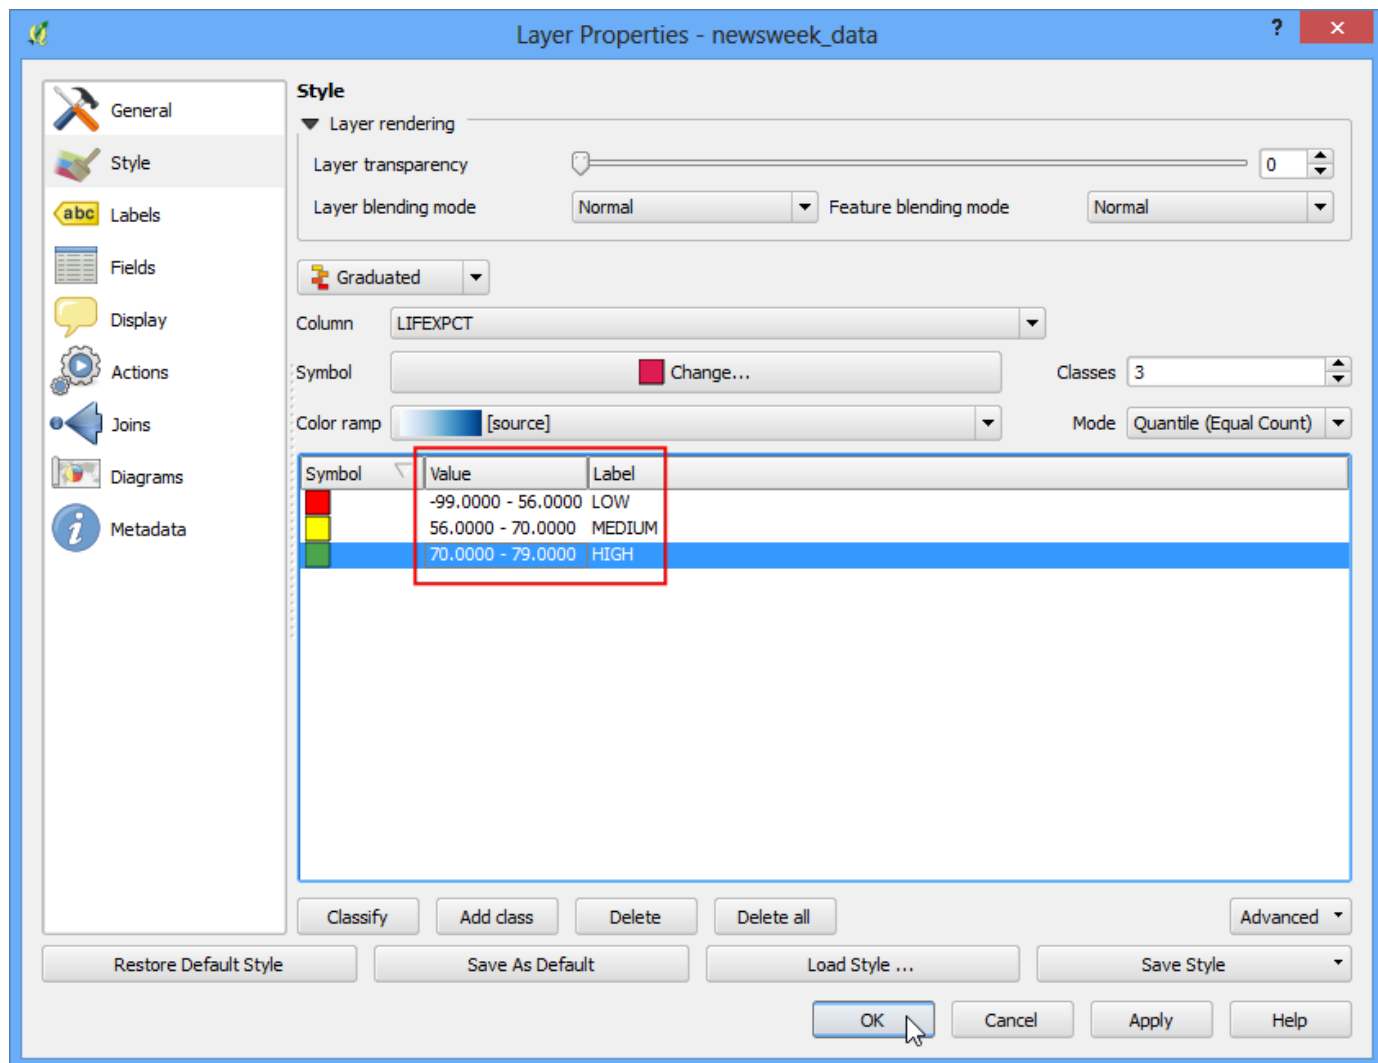 Layer Properties - newsweek_data ?
General
Style
abc Labels
Fields
Display
Actions
Joins
Diagrams
i Metadata
Style
Layer rendering
Layer transparency 0
Layer blending mode Normal Feature blending mode Normal
Graduated
Column LIFEXPCT
Symbol Change... Classes 3
Color ramp [source] Mode Quantile (Equal Count)
Symbol Value Label
-99.0000 - 56.0000 LOW
56.0000 - 70.0000 MEDIUM
70.0000 - 79.0000 HIGH
Classify Add class Delete Delete all Advanced
Restore Default Style Save As Default Load Style ... Save Style
OK Cancel Apply Help